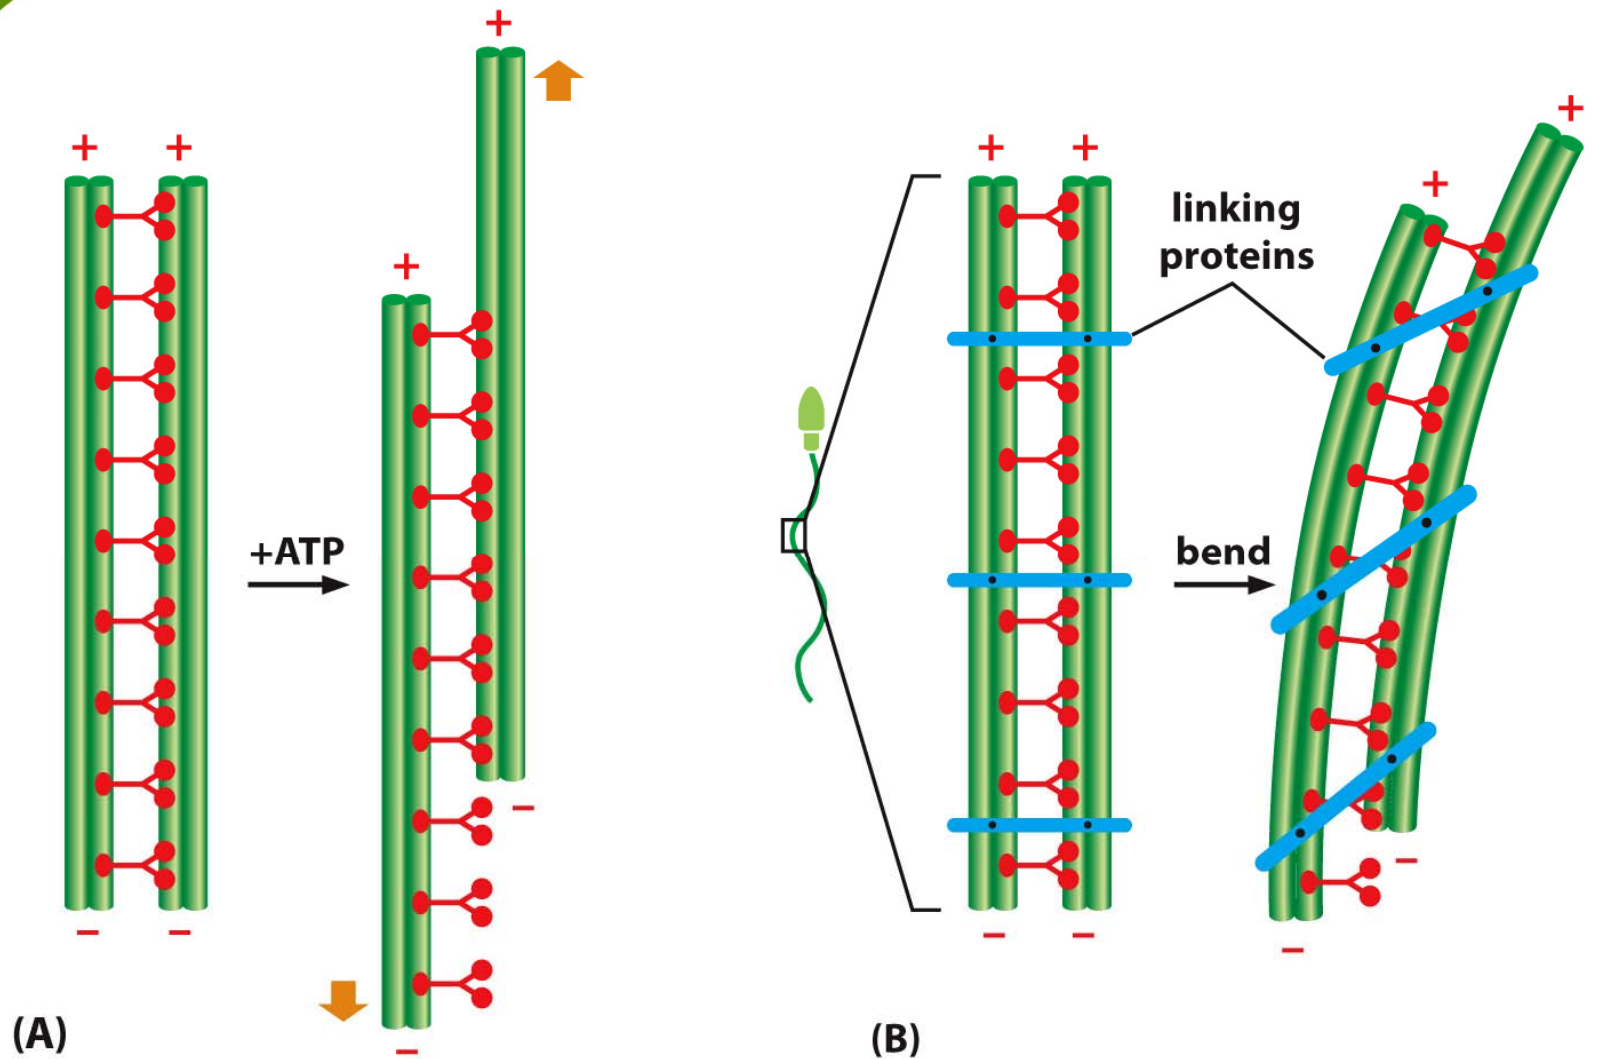 +
+ +
+
+ATP
−
− −
−
(A)
+
+ +
+
linking
proteins
bend
−
− −
−
(B)